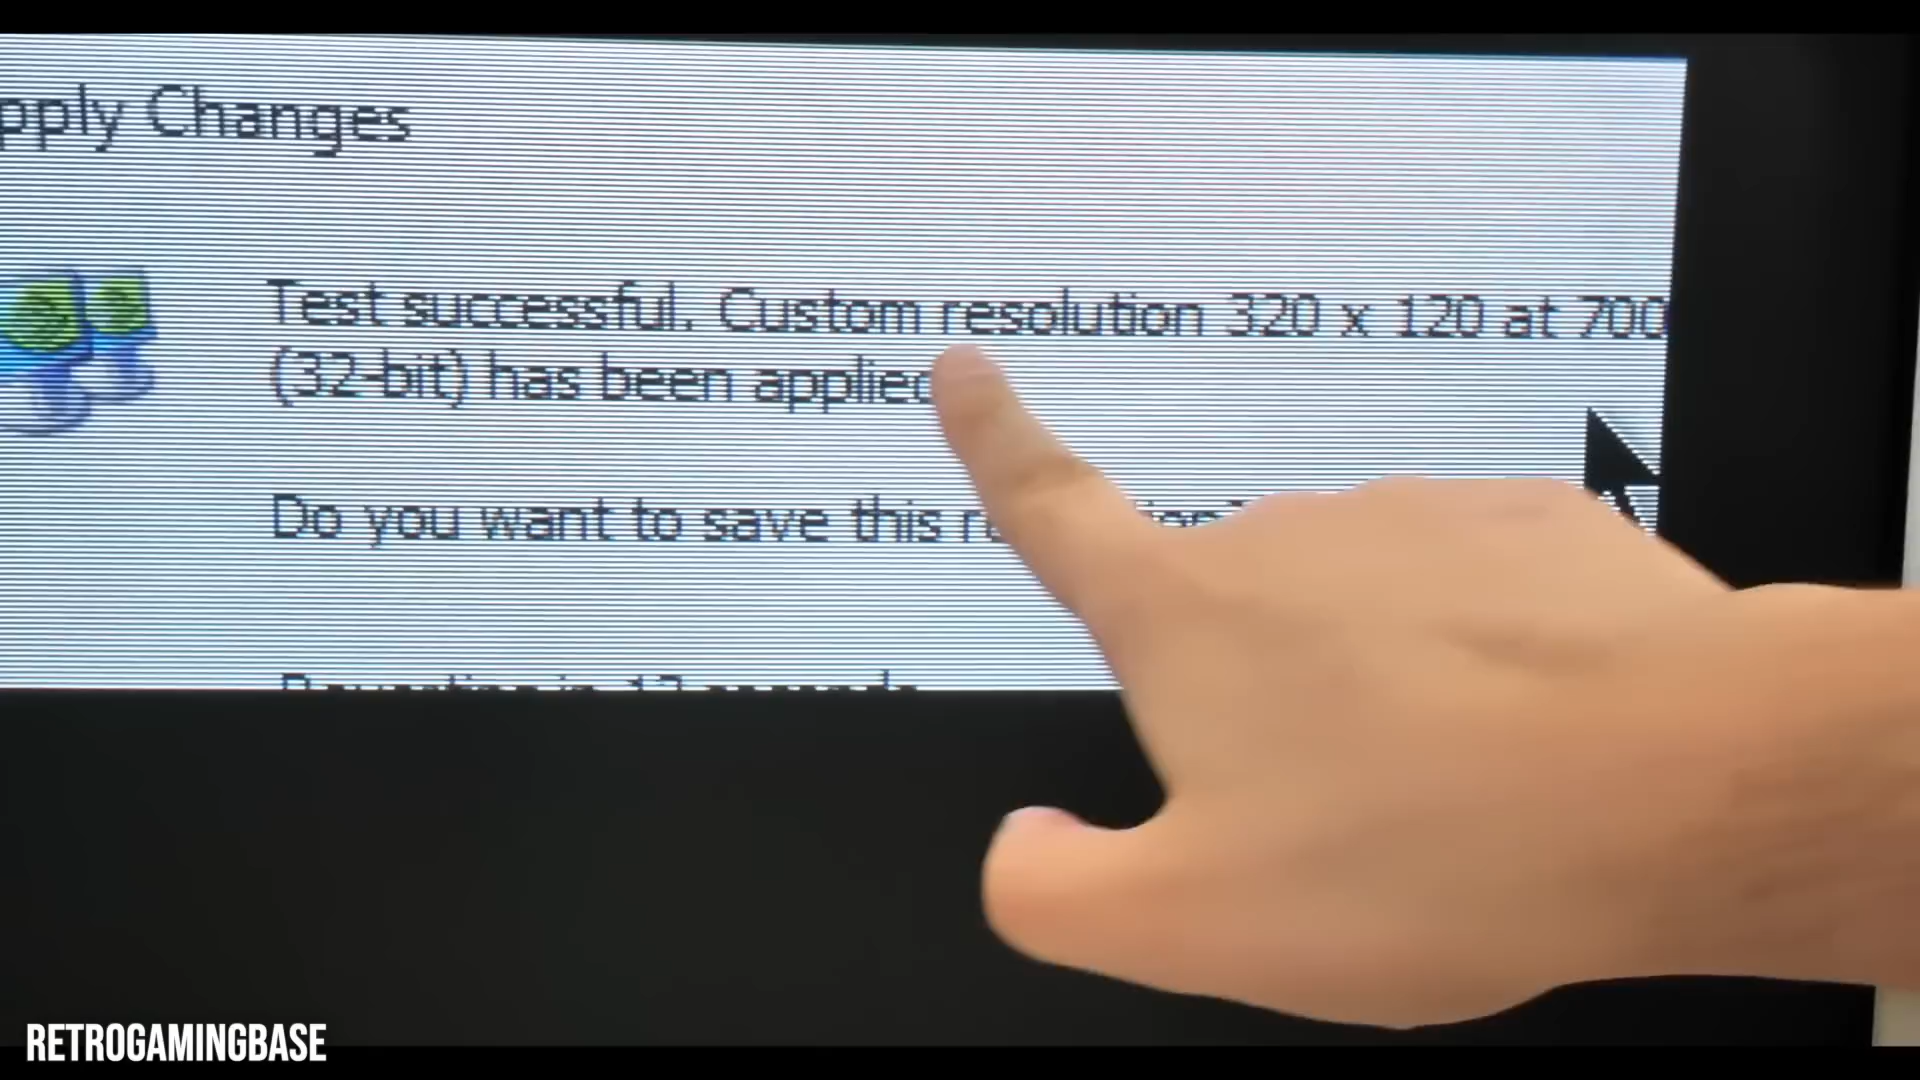 pply Changes
Test successful. Custom resolution 320 x 120 at 700
(32-bit) has been applied
Do you want to save this
RETROGAMINGBASE